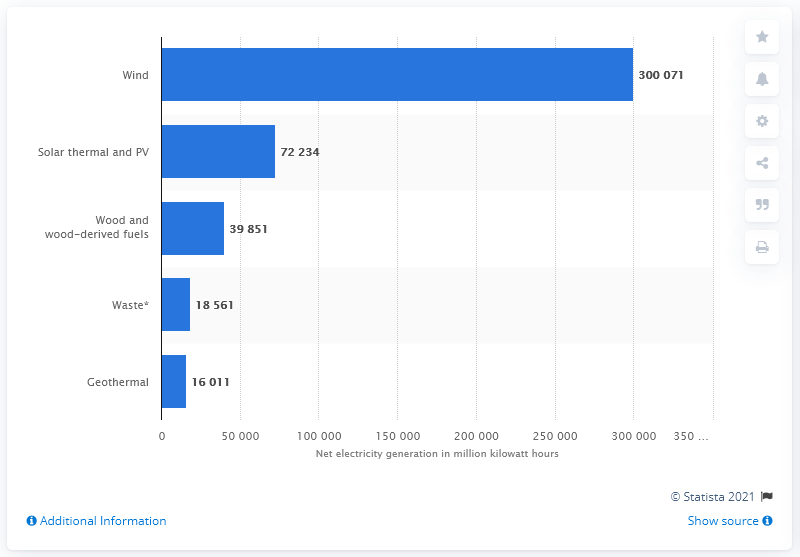 Wind
300 071
Solar thermal and PV
72 234
Wood and
wood-derived fuels
39 851
Waste*
18 561
Geothermal
16 011
0 50 000 100 000 150 000 200 000 250 000 300 000 350 ...
Net electricity generation in million kilowatt hours
© Statista 2021
Additional Information
Show source